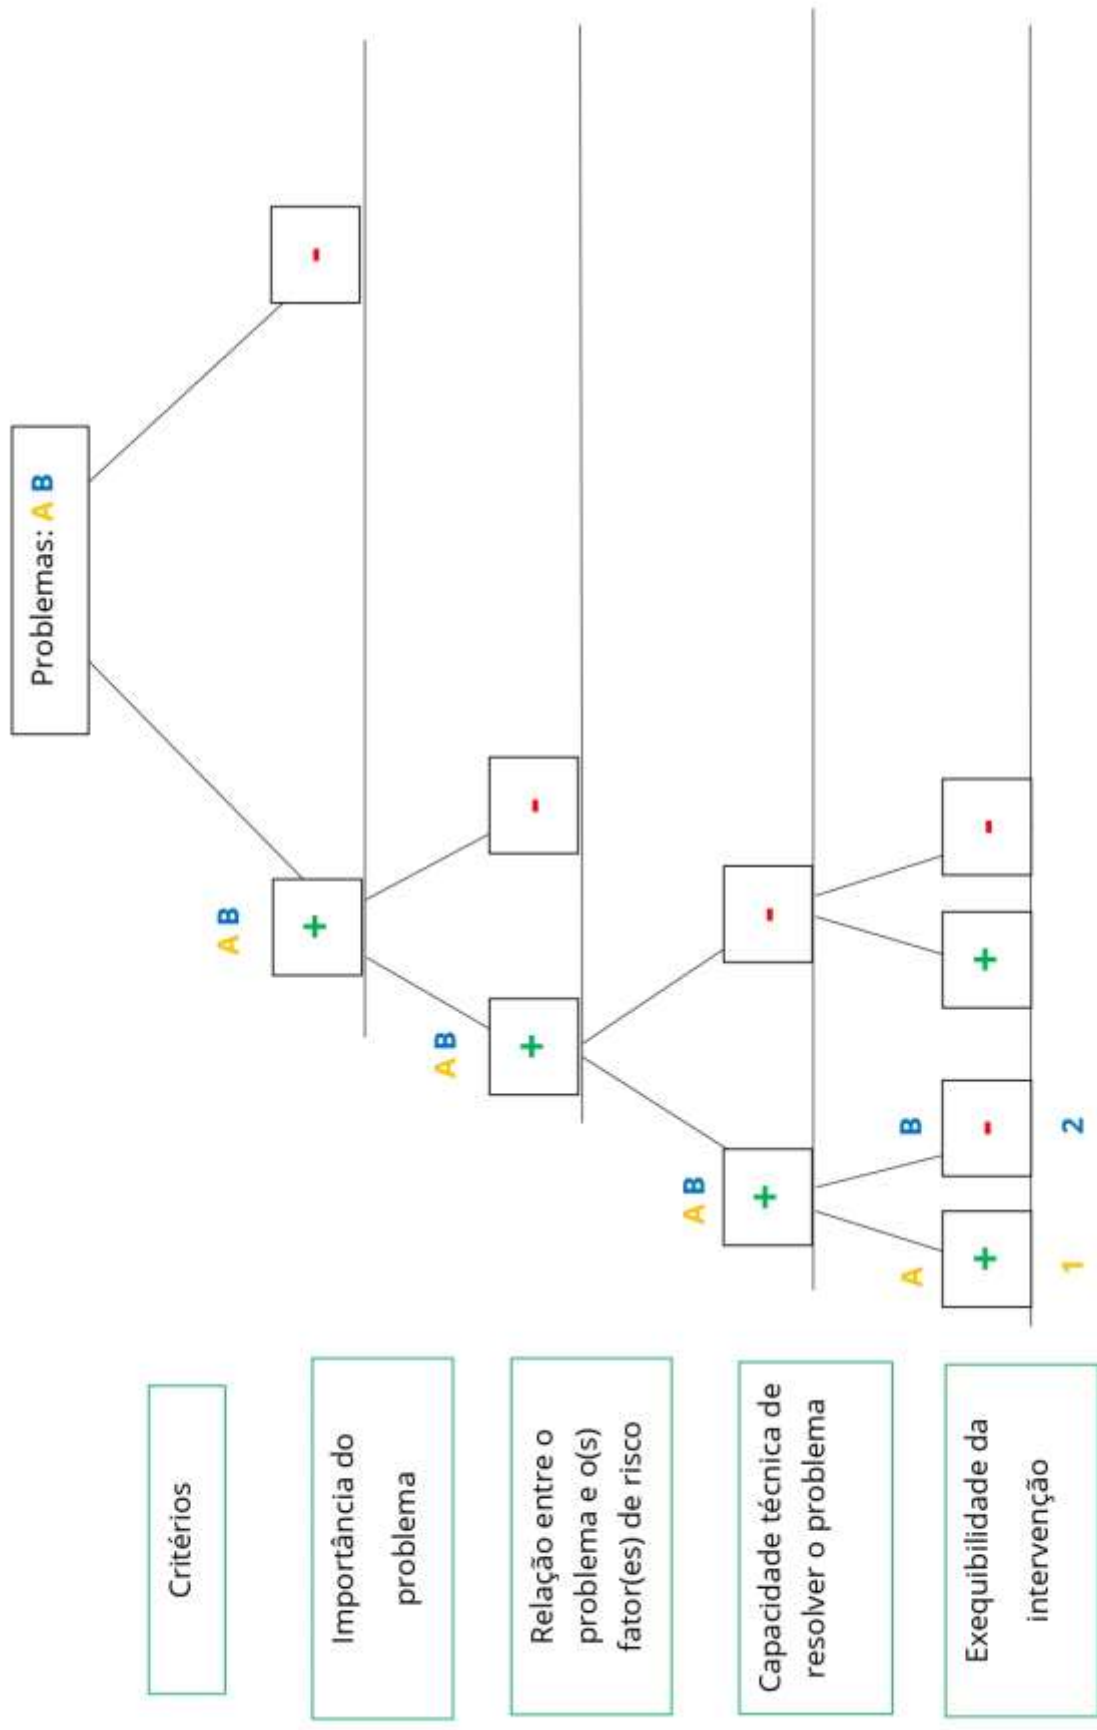 Problemas: A B
Critérios
A B
+
-
Importância do
problema
A B
+
-
Relação entre o
problema e o(s)
fator(es) de risco
A B
+
-
Capacidade técnica de
resolver o problema
A
B
+
-
+
-
Exequibilidade da
intervenção
1
2